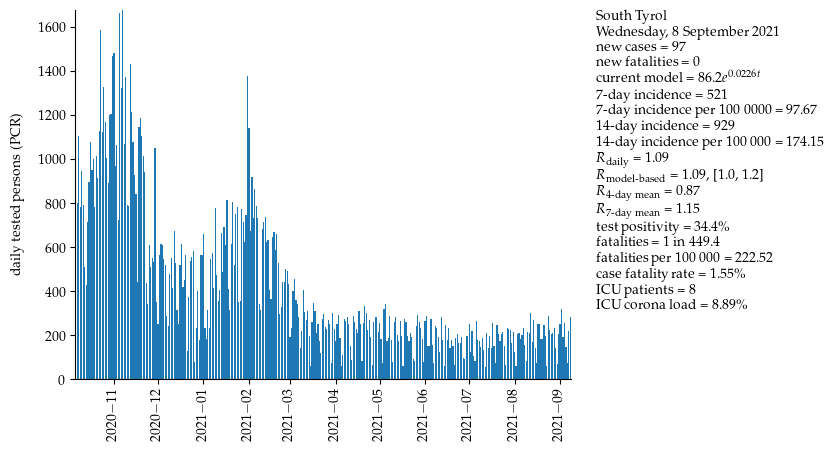 1600
1400
1200
1000
800
600
400
200
0
daily tested persons (PCR)
2020−11
2020−12
2021−01
2021−02
2021−03
2021−04
2021−05
2021−06
2021−07
2021−08
2021−09
South Tyrol
Wednesday, 8 September 2021
new cases = 97
new fatalities = 0
current model = 86.2e^0.0226t
7-day incidence = 521
7-day incidence per 100 0000 = 97.67
14-day incidence = 929
14-day incidence per 100 000 = 174.15
R_daily = 1.09
R_model-based = 1.09, [1.0, 1.2]
R_4-day mean = 0.87
R_7-day mean = 1.15
test positivity = 34.4%
fatalities = 1 in 449.4
fatalities per 100 000 = 222.52
case fatality rate = 1.55%
ICU patients = 8
ICU corona load = 8.89%